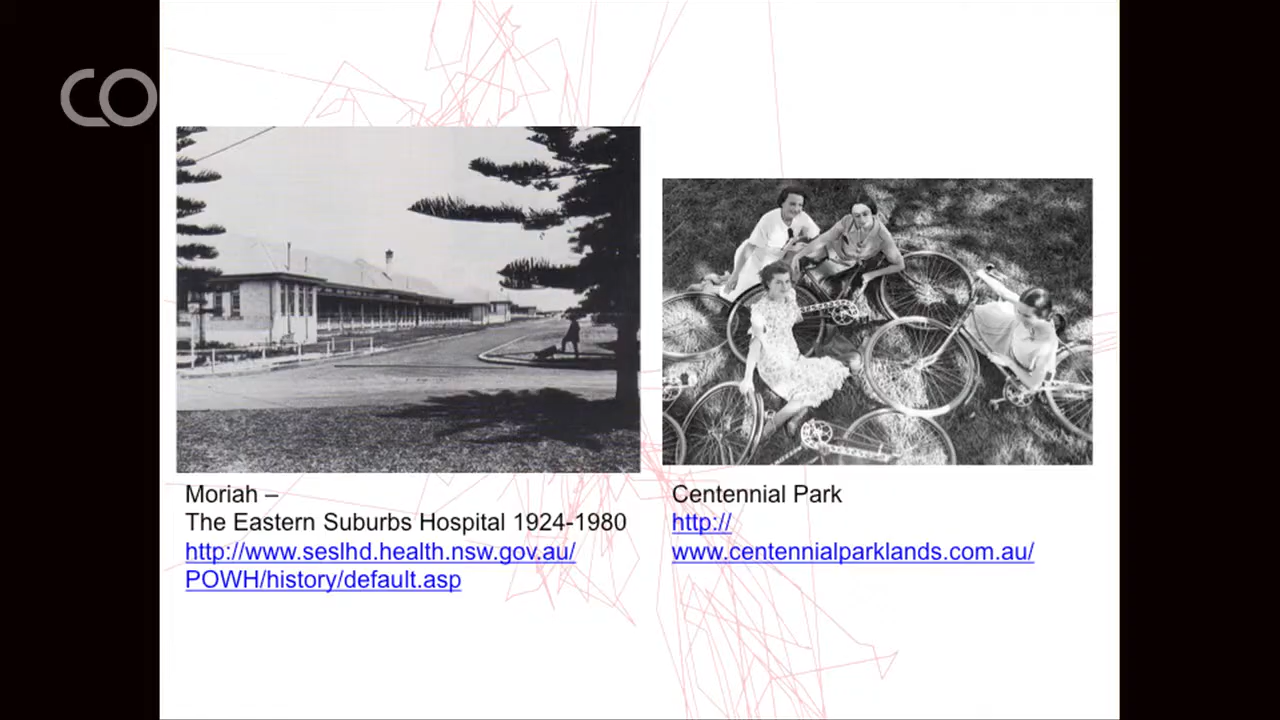 CO
Moriah –
The Eastern Suburbs Hospital 1924-1980
http://www.seslhd.health.nsw.gov.au/
POWH/history/default.asp
Centennial Park
http://
www.centennialparklands.com.au/